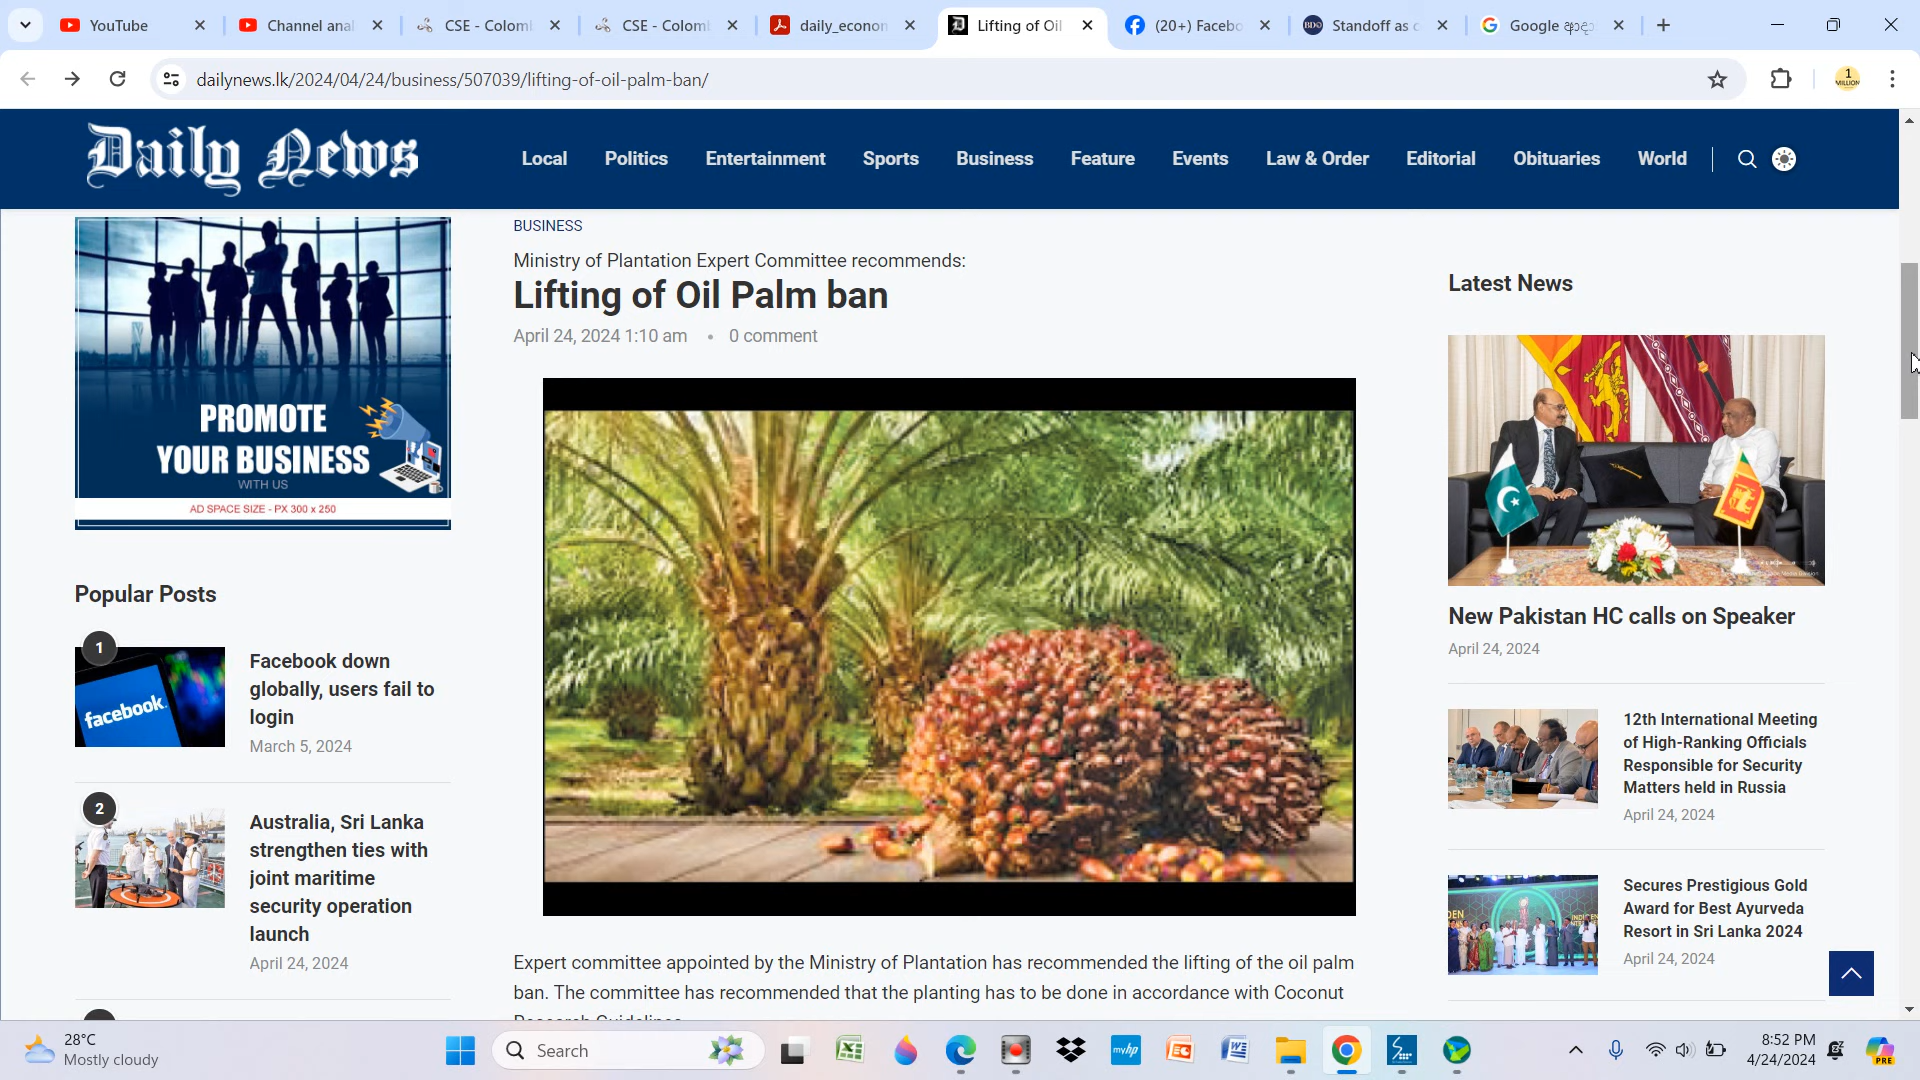 YouTube
Channel anal
CSE - Colom
CSE - Colom
daily_econon
Lifting of Oil
(20+) Facebo
BDO
Standoff as c
Google ආදා
dailynews.lk/2024/04/24/business/507039/lifting-of-oil-palm-ban/
1
MILLION
Daily News
Local
Politics
Entertainment
Sports
Business
Feature
Events
Law & Order
Editorial
Obituaries
World
PROMOTE
YOUR BUSINESS
WITH US
AD SPACE SIZE - PX 300 x 250
Popular Posts
1
facebook.
Facebook down
globally, users fail to
login
March 5, 2024
2
Australia, Sri Lanka
strengthen ties with
joint maritime
security operation
launch
April 24, 2024
BUSINESS
Ministry of Plantation Expert Committee recommends:
Lifting of Oil Palm ban
April 24, 2024 1:10 am • 0 comment
Expert committee appointed by the Ministry of Plantation has recommended the lifting of the oil palm
ban. The committee has recommended that the planting has to be done in accordance with Coconut
Research Guidelines
Latest News
New Pakistan HC calls on Speaker
April 24, 2024
12th International Meeting
of High-Ranking Officials
Responsible for Security
Matters held in Russia
April 24, 2024
Secures Prestigious Gold
Award for Best Ayurveda
Resort in Sri Lanka 2024
April 24, 2024
28°C
Mostly cloudy
Search
myhp
8:52 PM
4/24/2024
PRE